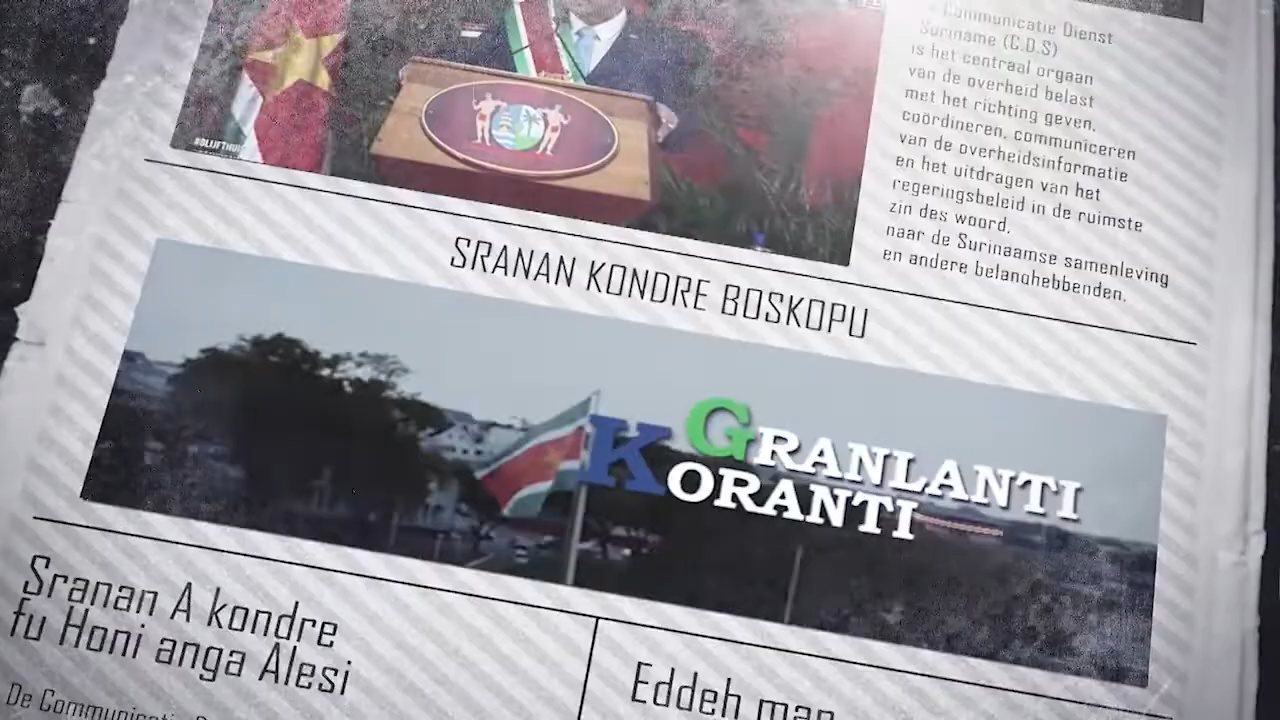 Communicatie Dienst
Suriname (C.D.S)
is het centraal orgaan
van de overheid belast
met het richting geven,
coördineren, communiceren
van de overheidsinformatie
en het uitdragen van het
regeringsbeleid in de ruimste
zin des woord,
naar de Surinaamse samenleving
en andere belanghebbenden.
SRANAN KONDRE BOSKOPU
GRANLANTI
KORANTI
Sranan A kondre
fu Honi anga Alesi
De
Eddeh man